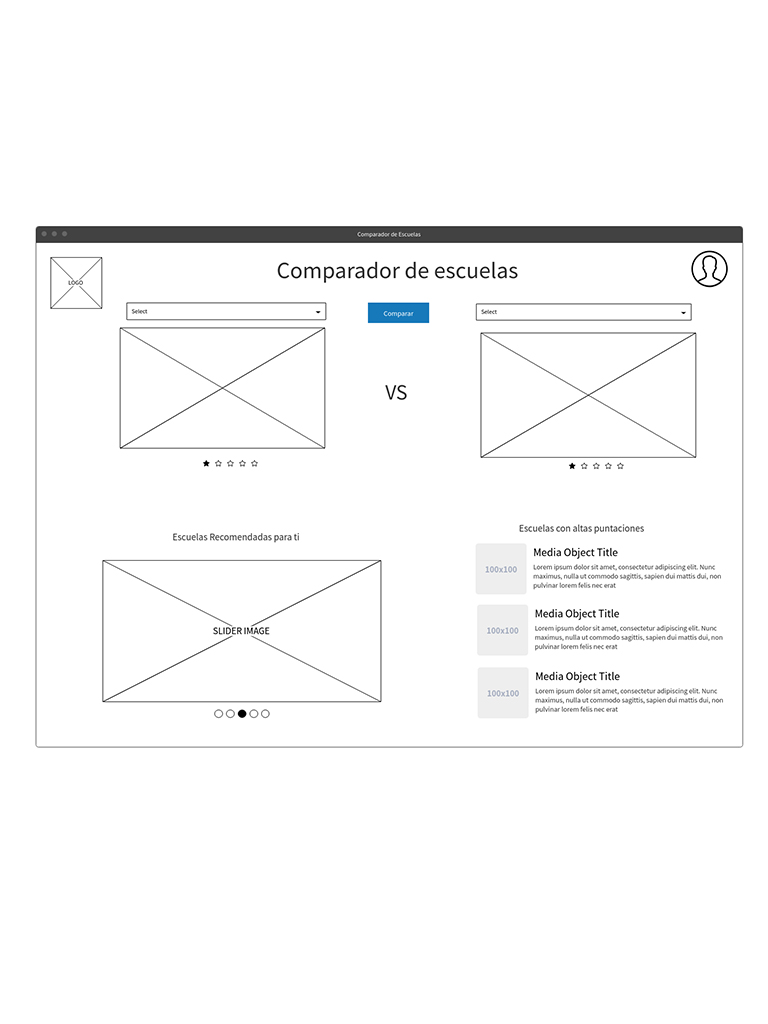 Comparador de Escuelas
LOGO
Comparador de escuelas
Select
Comparar
Select
VS
Escuelas Recomendadas para ti
SLIDER IMAGE
Escuelas con altas puntaciones
100x100
Media Object Title
Lorem ipsum dolor sit amet, consectetur adipiscing elit. Nunc
maximus, nulla ut commodo sagittis, sapien dui mattis dui, non
pulvinar lorem felis nec erat
100x100
Media Object Title
Lorem ipsum dolor sit amet, consectetur adipiscing elit. Nunc
maximus, nulla ut commodo sagittis, sapien dui mattis dui, non
pulvinar lorem felis nec erat
100x100
Media Object Title
Lorem ipsum dolor sit amet, consectetur adipiscing elit. Nunc
maximus, nulla ut commodo sagittis, sapien dui mattis dui, non
pulvinar lorem felis nec erat